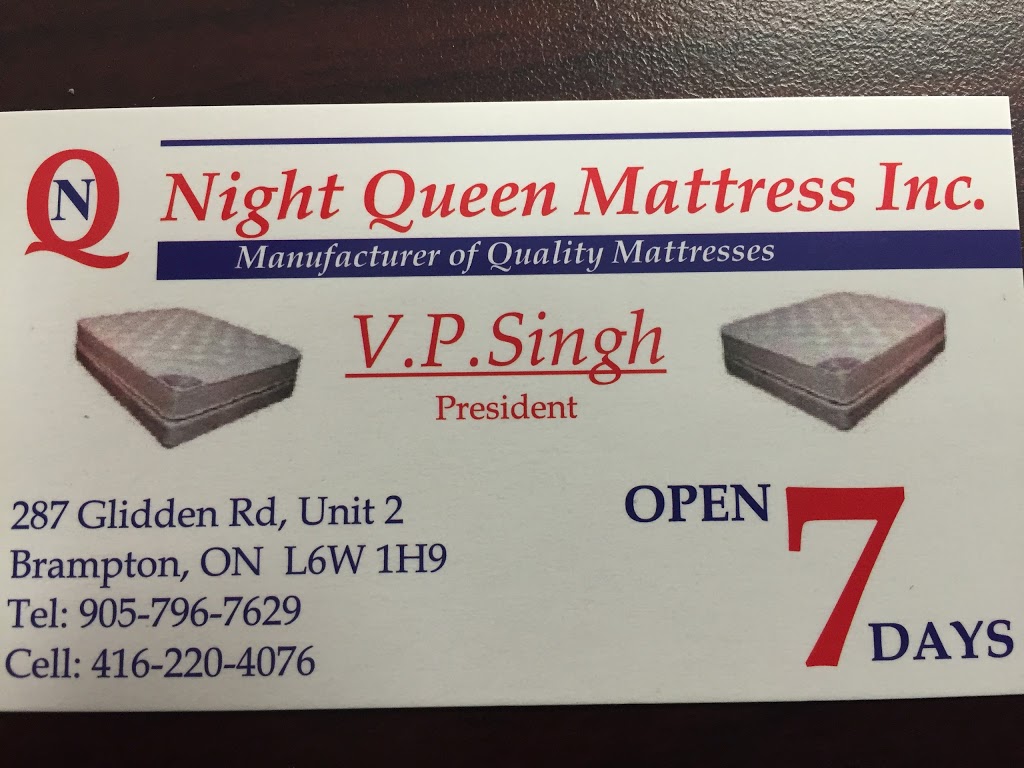 QN
Night Queen Mattress Inc.
Manufacturer of Quality Mattresses
V.P.Singh
President
287 Glidden Rd, Unit 2
Brampton, ON L6W 1H9
Tel: 905-796-7629
Cell: 416-220-4076
OPEN 7 DAYS